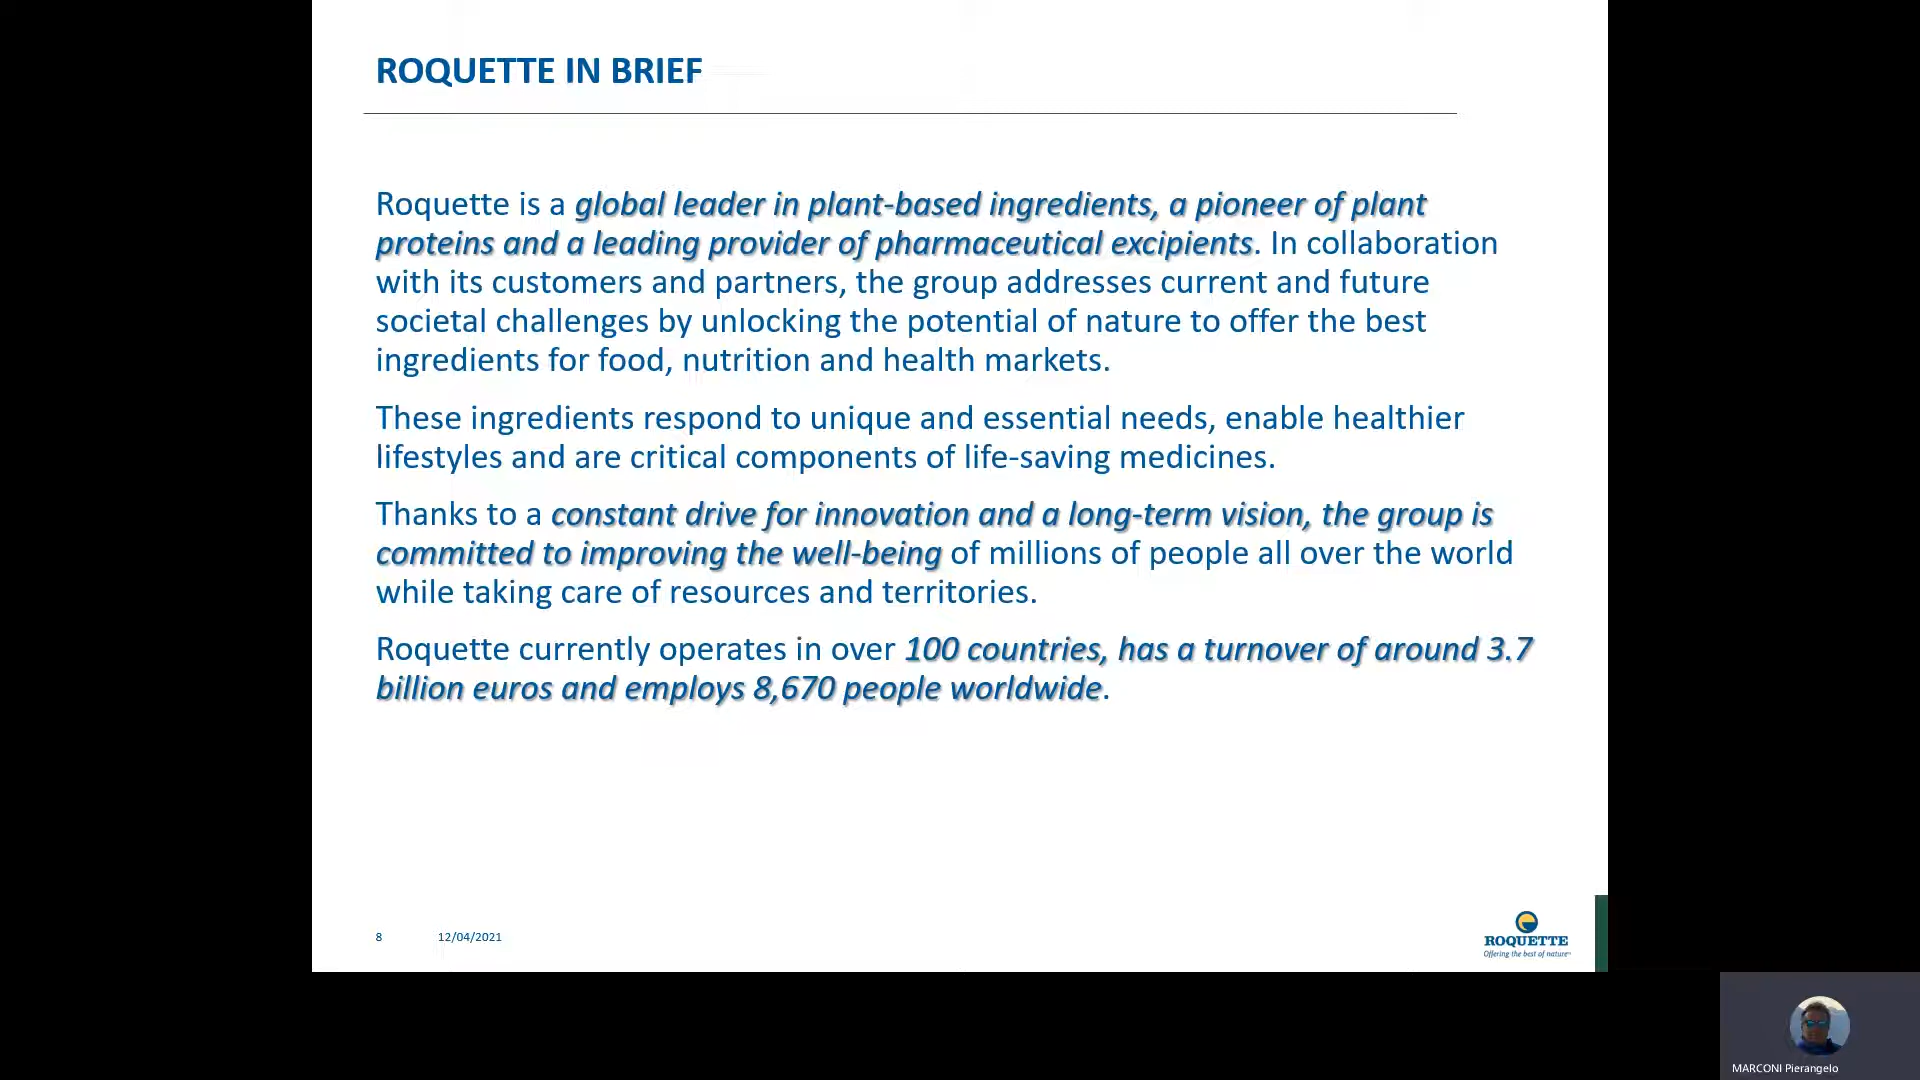 ROQUETTE IN BRIEF
Roquette is a global leader in plant-based ingredients, a pioneer of plant
proteins and a leading provider of pharmaceutical excipients. In collaboration
with its customers and partners, the group addresses current and future
societal challenges by unlocking the potential of nature to offer the best
ingredients for food, nutrition and health markets.
These ingredients respond to unique and essential needs, enable healthier
lifestyles and are critical components of life-saving medicines.
Thanks to a constant drive for innovation and a long-term vision, the group is
committed to improving the well-being of millions of people all over the world
while taking care of resources and territories.
Roquette currently operates in over 100 countries, has a turnover of around 3.7
billion euros and employs 8,670 people worldwide.
8 12/04/2021
ROQUETTE
Offering the best of nature™
MARCONI Pierangelo